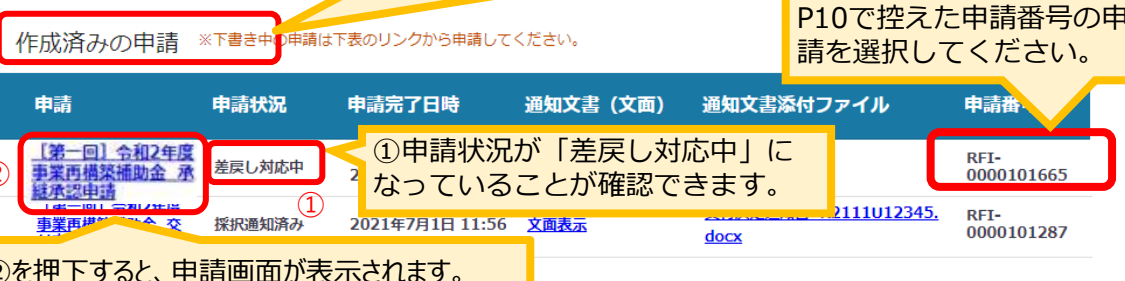 P10で控えた申請番号の申
請を選択してください。
作成済みの申請 ※下書き中の申請は下表のリンクから申請してください。
申請 申請状況 申請完了日時 通知文書（文面） 通知文書添付ファイル 申請番
②
［第一回］令和2年度
事業再構築補助金 承
継承認申請
差戻し対応中
①
①申請状況が「差戻し対応中」に
なっていることが確認できます。
RFI-
0000101665
採択通知済み
2021年7月1日 11:56
文面表示
2111U12345.
docx
RFI-
0000101287
②を押下すると、申請画面が表示されます。